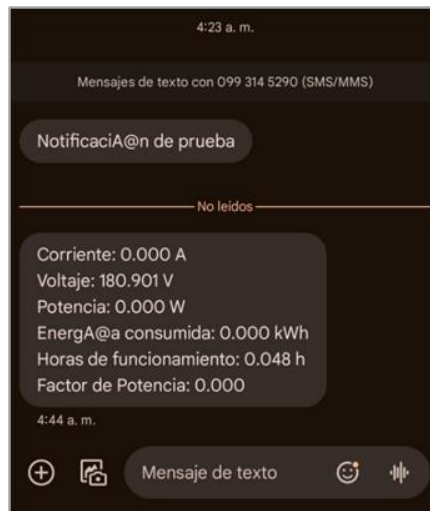 4:23 a. m.
Mensajes de texto con 099 314 5290 (SMS/MMS)
NotificaciA@n de prueba
No leídos
Corriente: 0.000 A
Voltaje: 180.901 V
Potencia: 0.000 W
EnergA@a consumida: 0.000 kWh
Horas de funcionamiento: 0.048 h
Factor de Potencia: 0.000
4:44 a. m.
Mensaje de texto